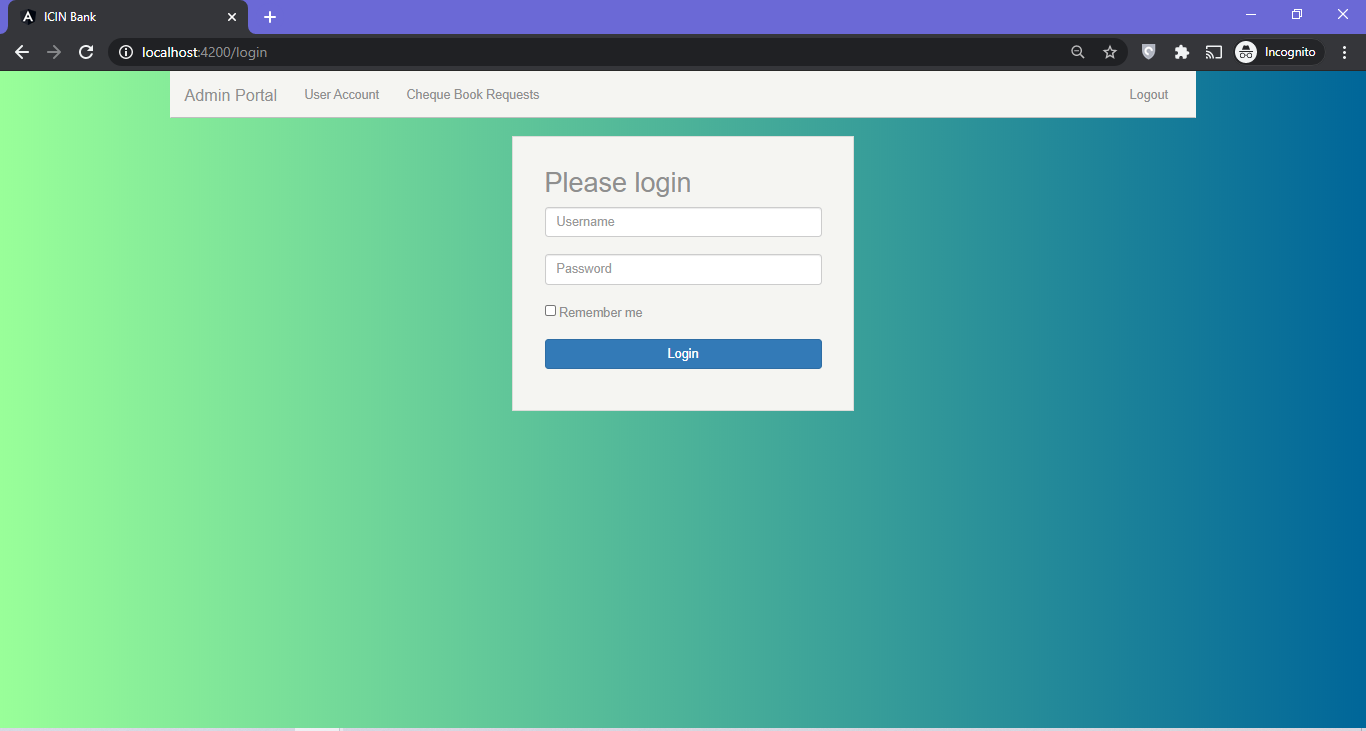 ICIN Bank
localhost:4200/login
Incognito
Admin Portal User Account Cheque Book Requests Logout
Please login
Username
Password
Remember me
Login